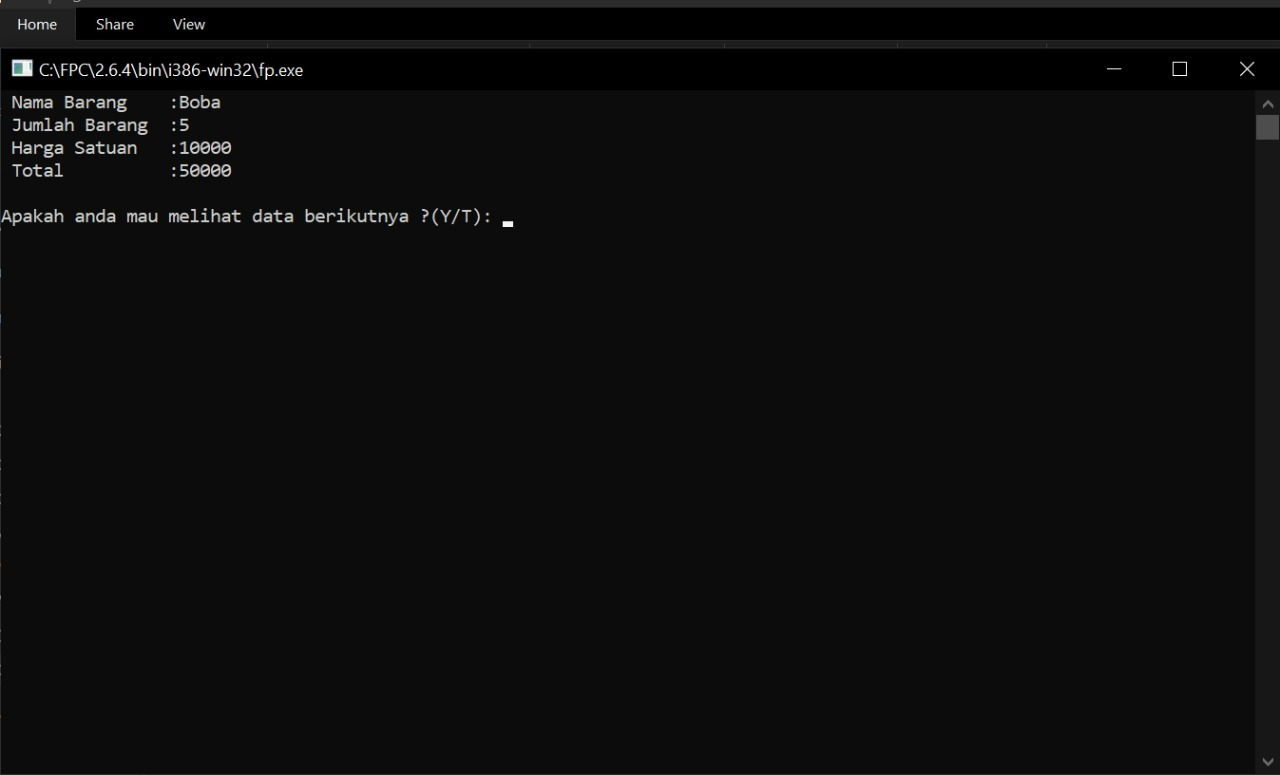 Home Share View
C:\FPC\2.6.4\bin\i386-win32\fp.exe
Nama Barang    :Boba
Jumlah Barang  :5
Harga Satuan   :10000
Total          :50000
Apakah anda mau melihat data berikutnya ?(Y/T):